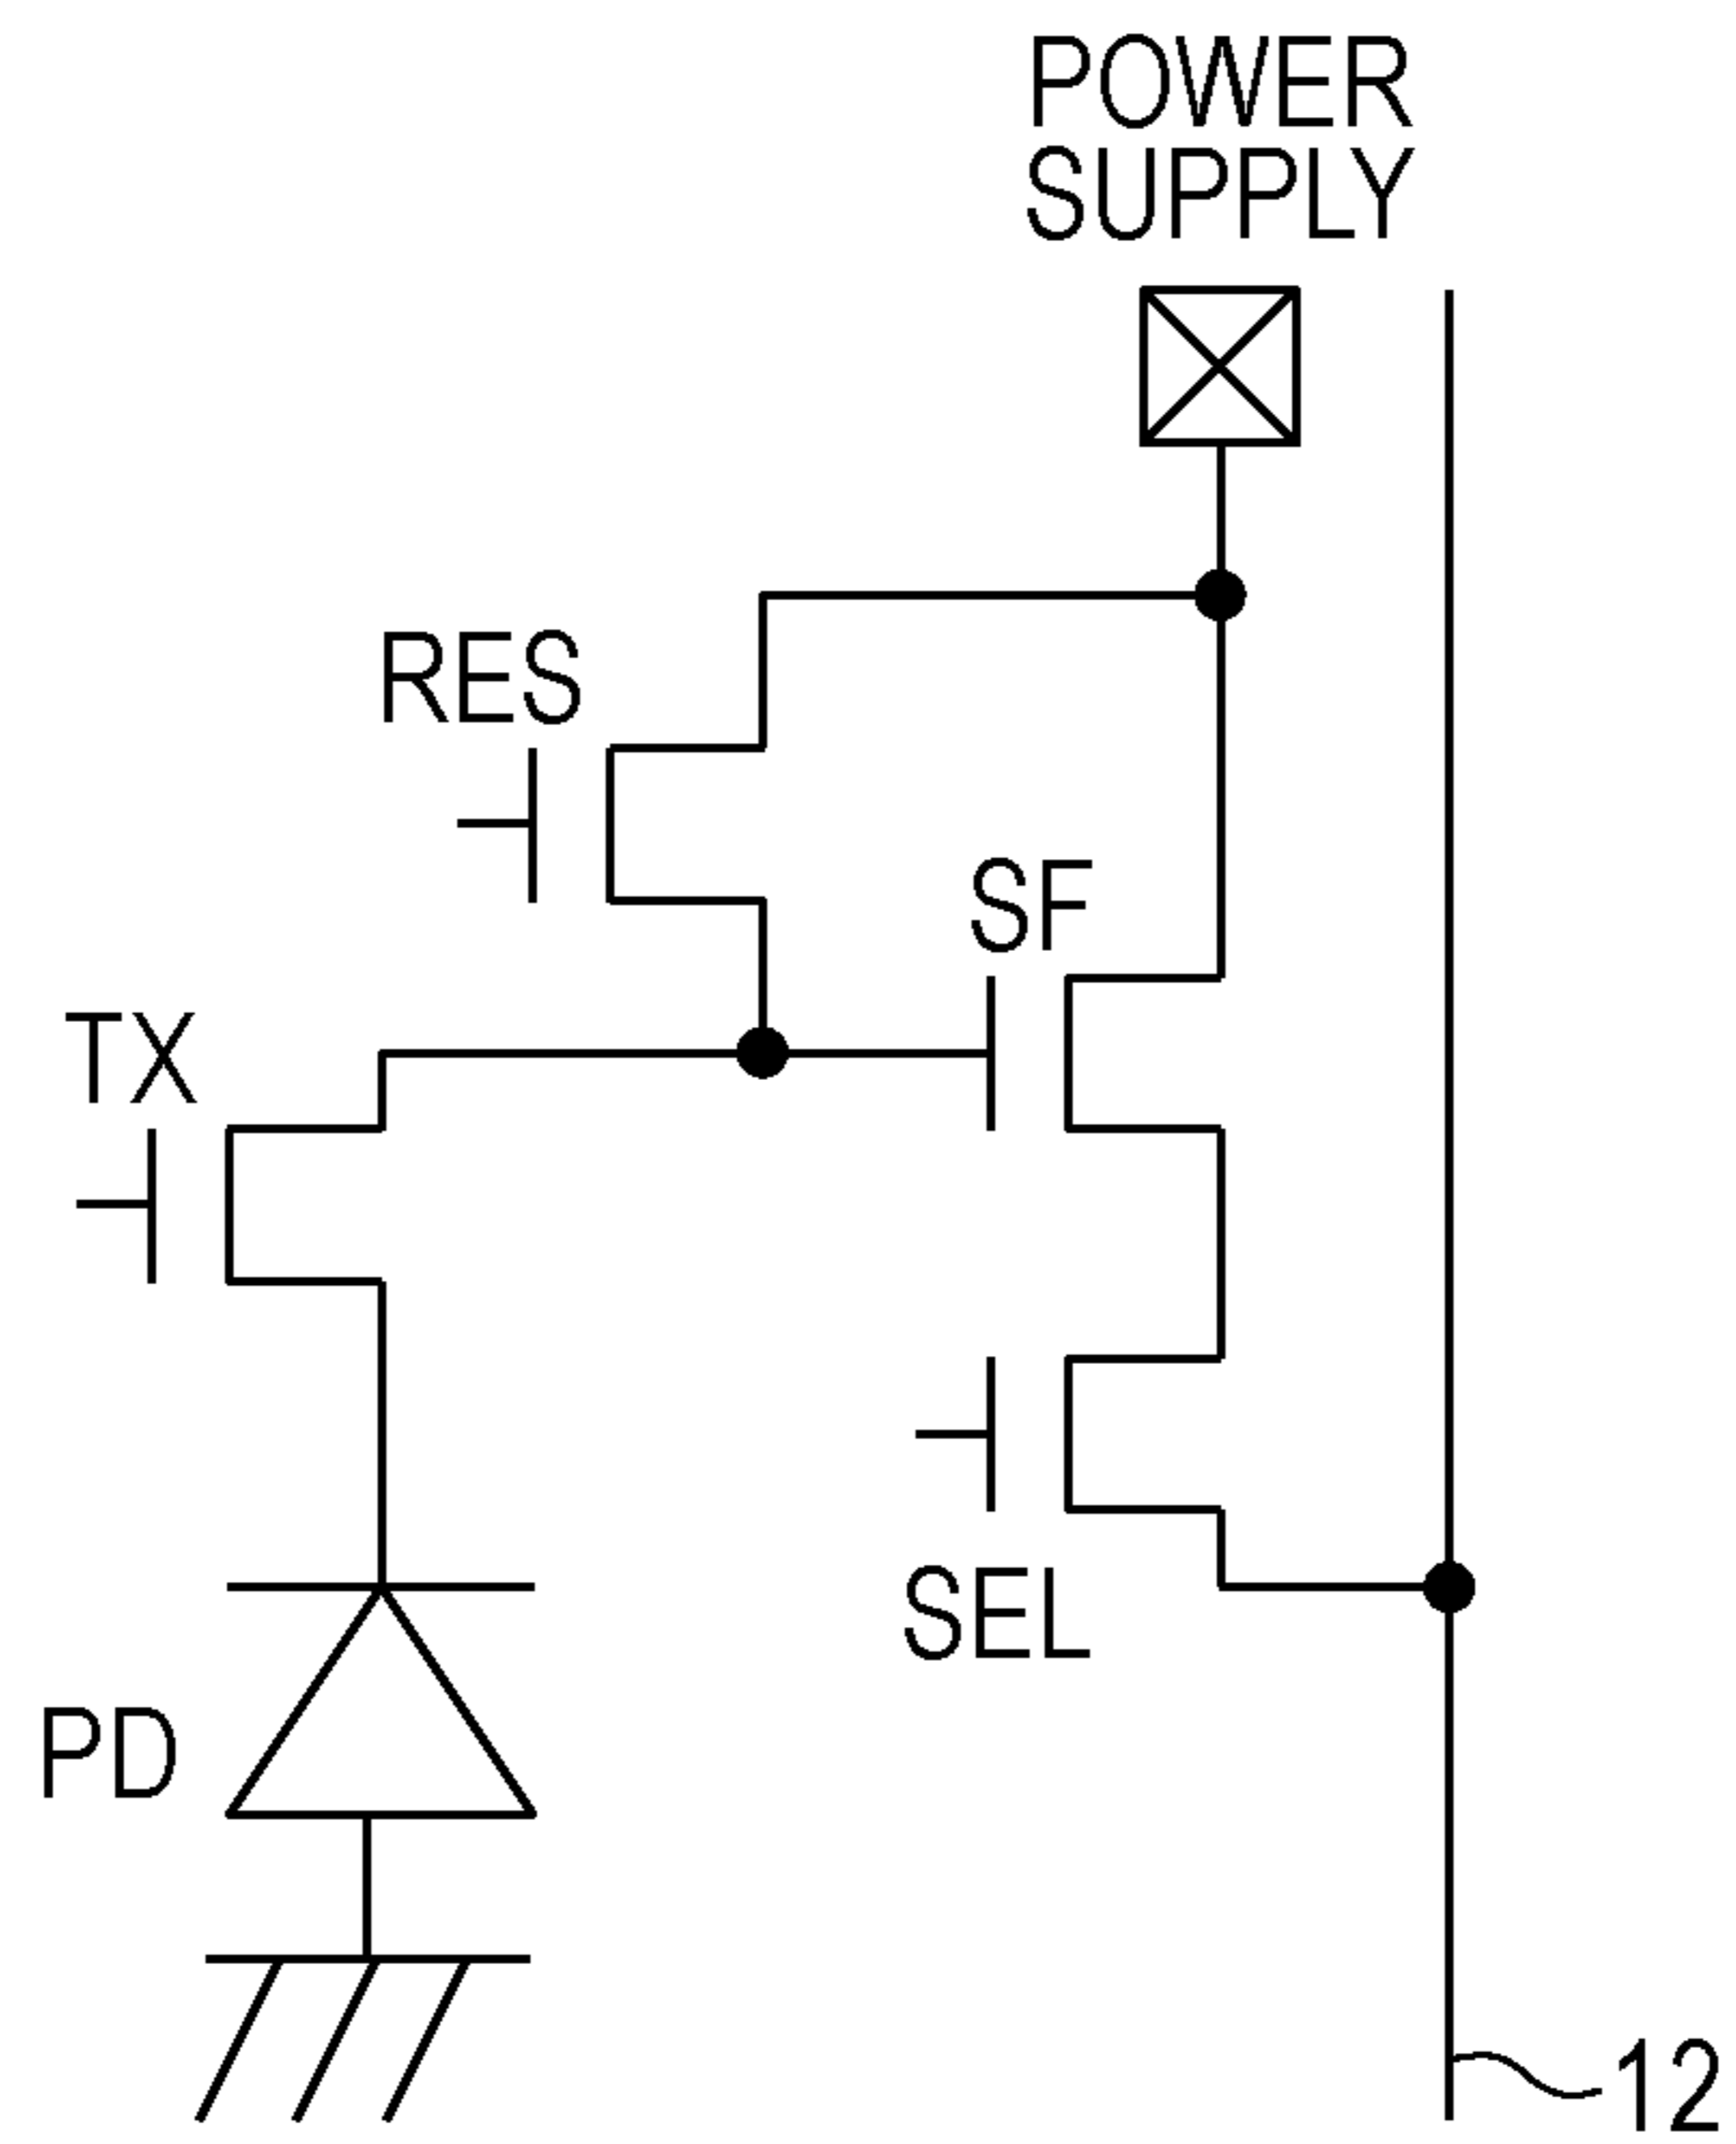 POWER
SUPPLY
RES
SF
TX
SEL
PD
12